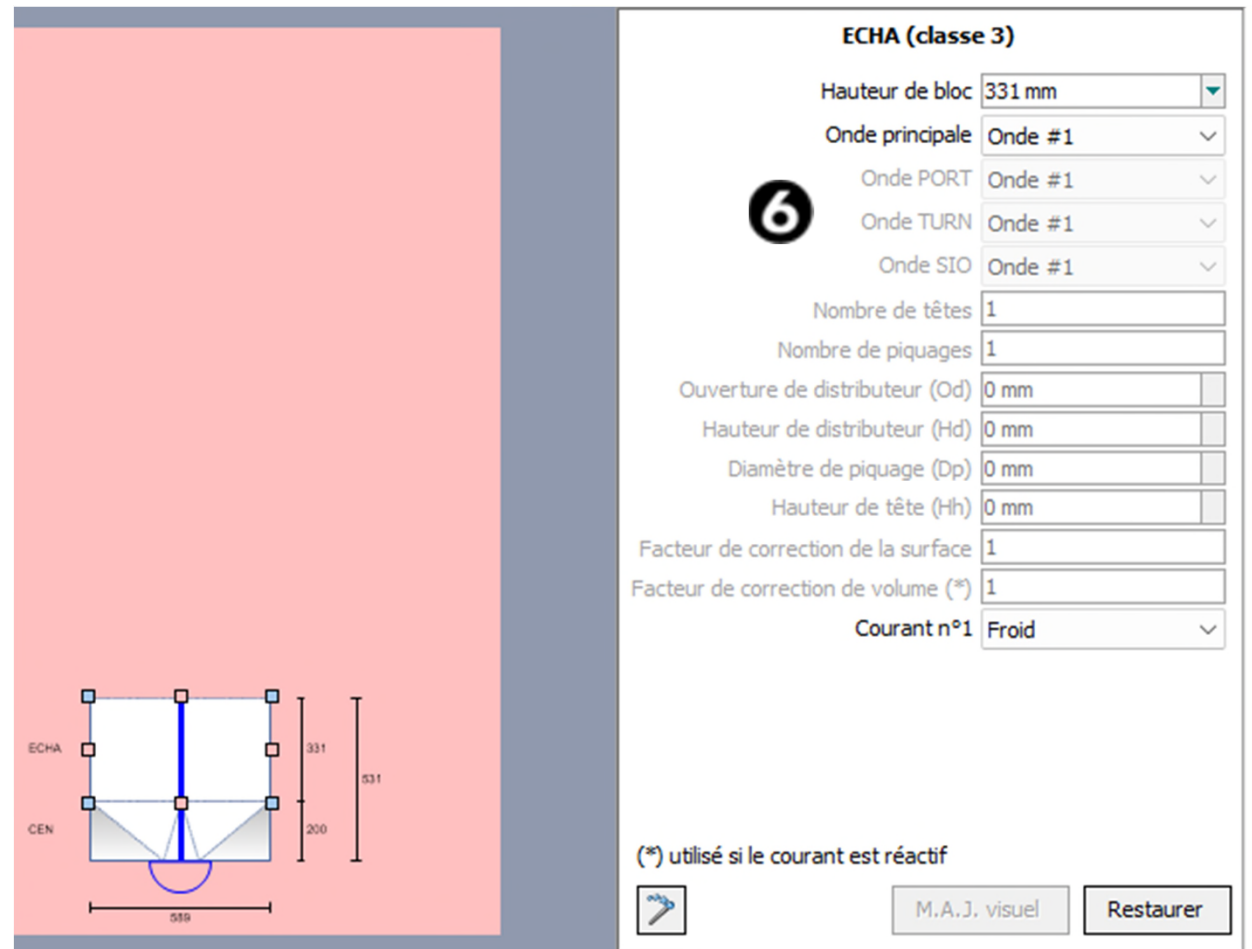 ECHA (classe 3)
Hauteur de bloc 331 mm
Onde principale Onde #1
Onde PORT Onde #1
6
Onde TURN Onde #1
Onde SIO Onde #1
Nombre de têtes 1
Nombre de piquages 1
Ouverture de distributeur (Od) 0 mm
Hauteur de distributeur (Hd) 0 mm
Diamètre de piquage (Dp) 0 mm
Hauteur de tête (Hh) 0 mm
Facteur de correction de la surface 1
Facteur de correction de volume (*) 1
Courant n°1 Froid
ECHA 331
531
CEN 200
589
(*) utilisé si le courant est réactif
M.A.J. visuel Restaurer